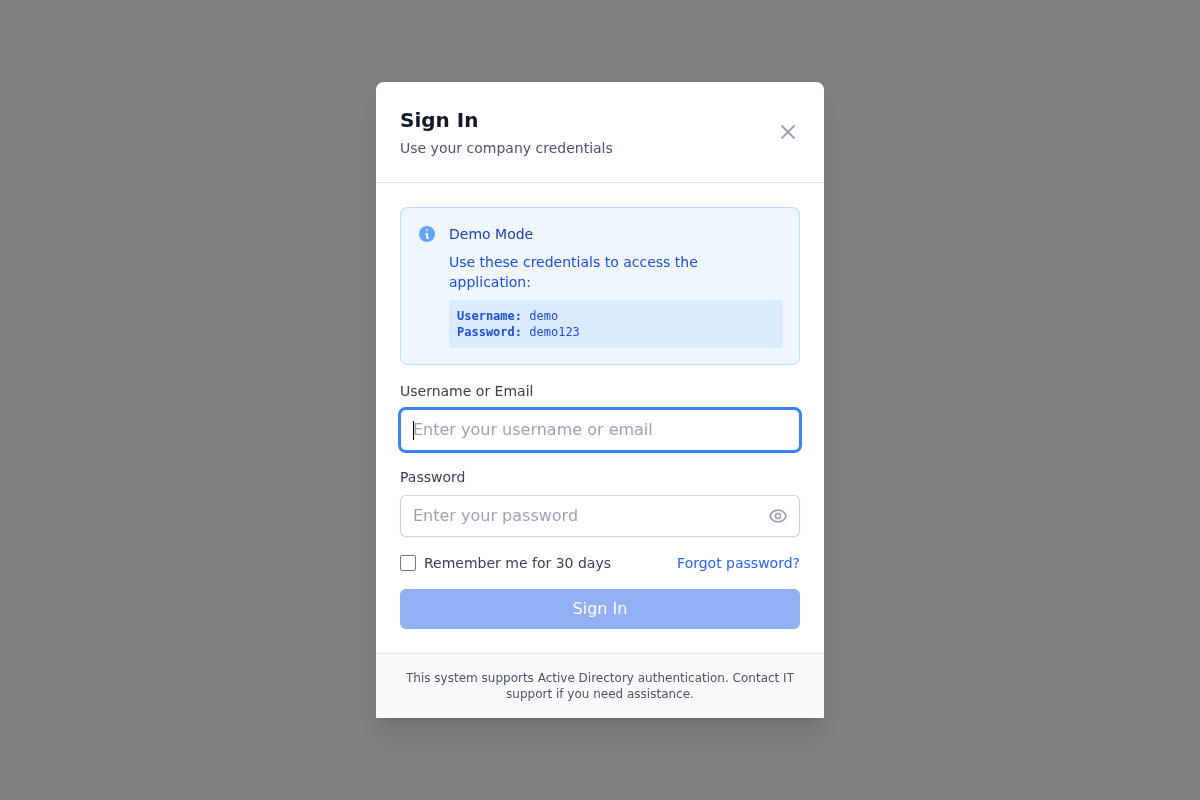 Sign In
Use your company credentials
Demo Mode
Use these credentials to access the
application:
Username: demo
Password: demo123
Username or Email
Enter your username or email
Password
Enter your password
Remember me for 30 days
Forgot password?
Sign In
This system supports Active Directory authentication. Contact IT
support if you need assistance.